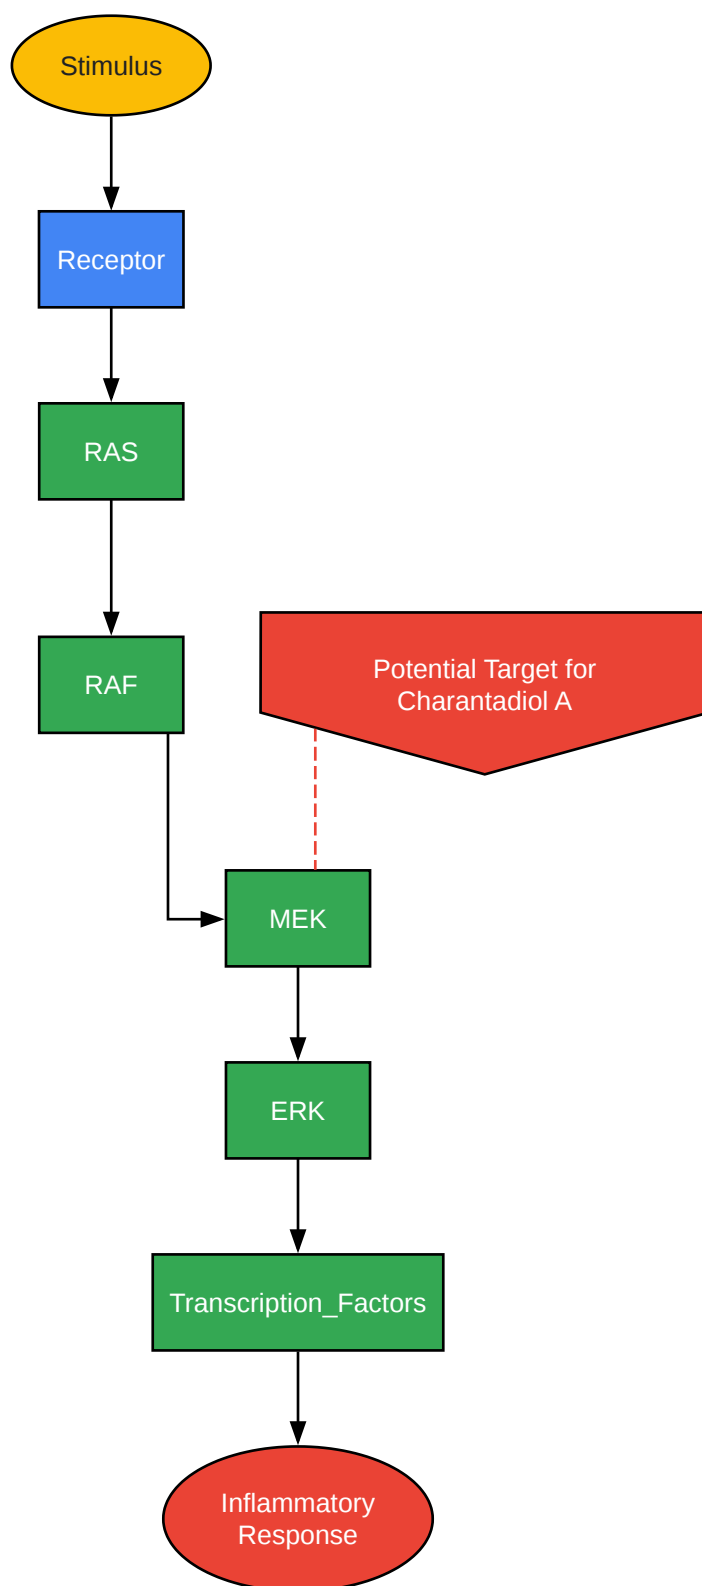 Stimulus
Receptor
RAS
RAF
Potential Target for
Charantadiol A
MEK
ERK
Transcription_Factors
Inflammatory
Response